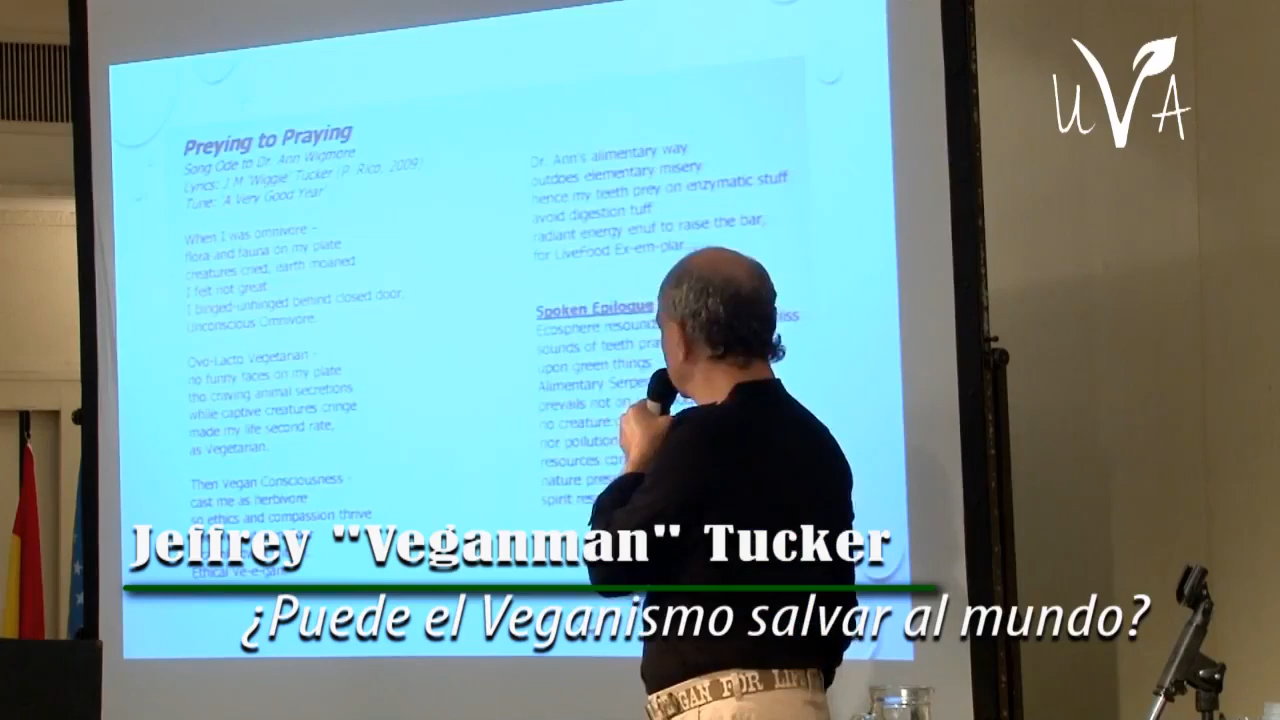 UVA
Preying to Praying
Song Ode to Dr. Ann Wigmore
Lyrics: J M 'Wiggie' Tucker (P. Rico, 2009)
Tune: 'A Very Good Year'
When I was omnivore –
flora and fauna on my plate
creatures cried, earth moaned
I felt not great
I binged-unhinged behind closed door,
Unconscious Omnivore.
Ovo-Lacto Vegetarian –
no funny faces on my plate
tho craving animal secretions
while captive creatures cringe
made my life second rate,
as Vegetarian.
Then Vegan Consciousness -
cast me as herbivore
so ethics and compassion thrive
Ethical Ve-e-gan
Dr. Ann's alimentary way
outdoes elementary misery
hence my teeth prey on enzymatic stuff
avoid digestion tuff
radiant energy enuf to raise the bar,
for LiveFood Ex-em-plar
Spoken Epilogue
Ecosphere resound
sounds of teeth
upon green things
Alimentary
prevails not on
no creature
nor pollution
resources
nature
spirit
Jeffrey "Veganman" Tucker
¿Puede el Veganismo salvar al mundo?
GAN FOR LIF